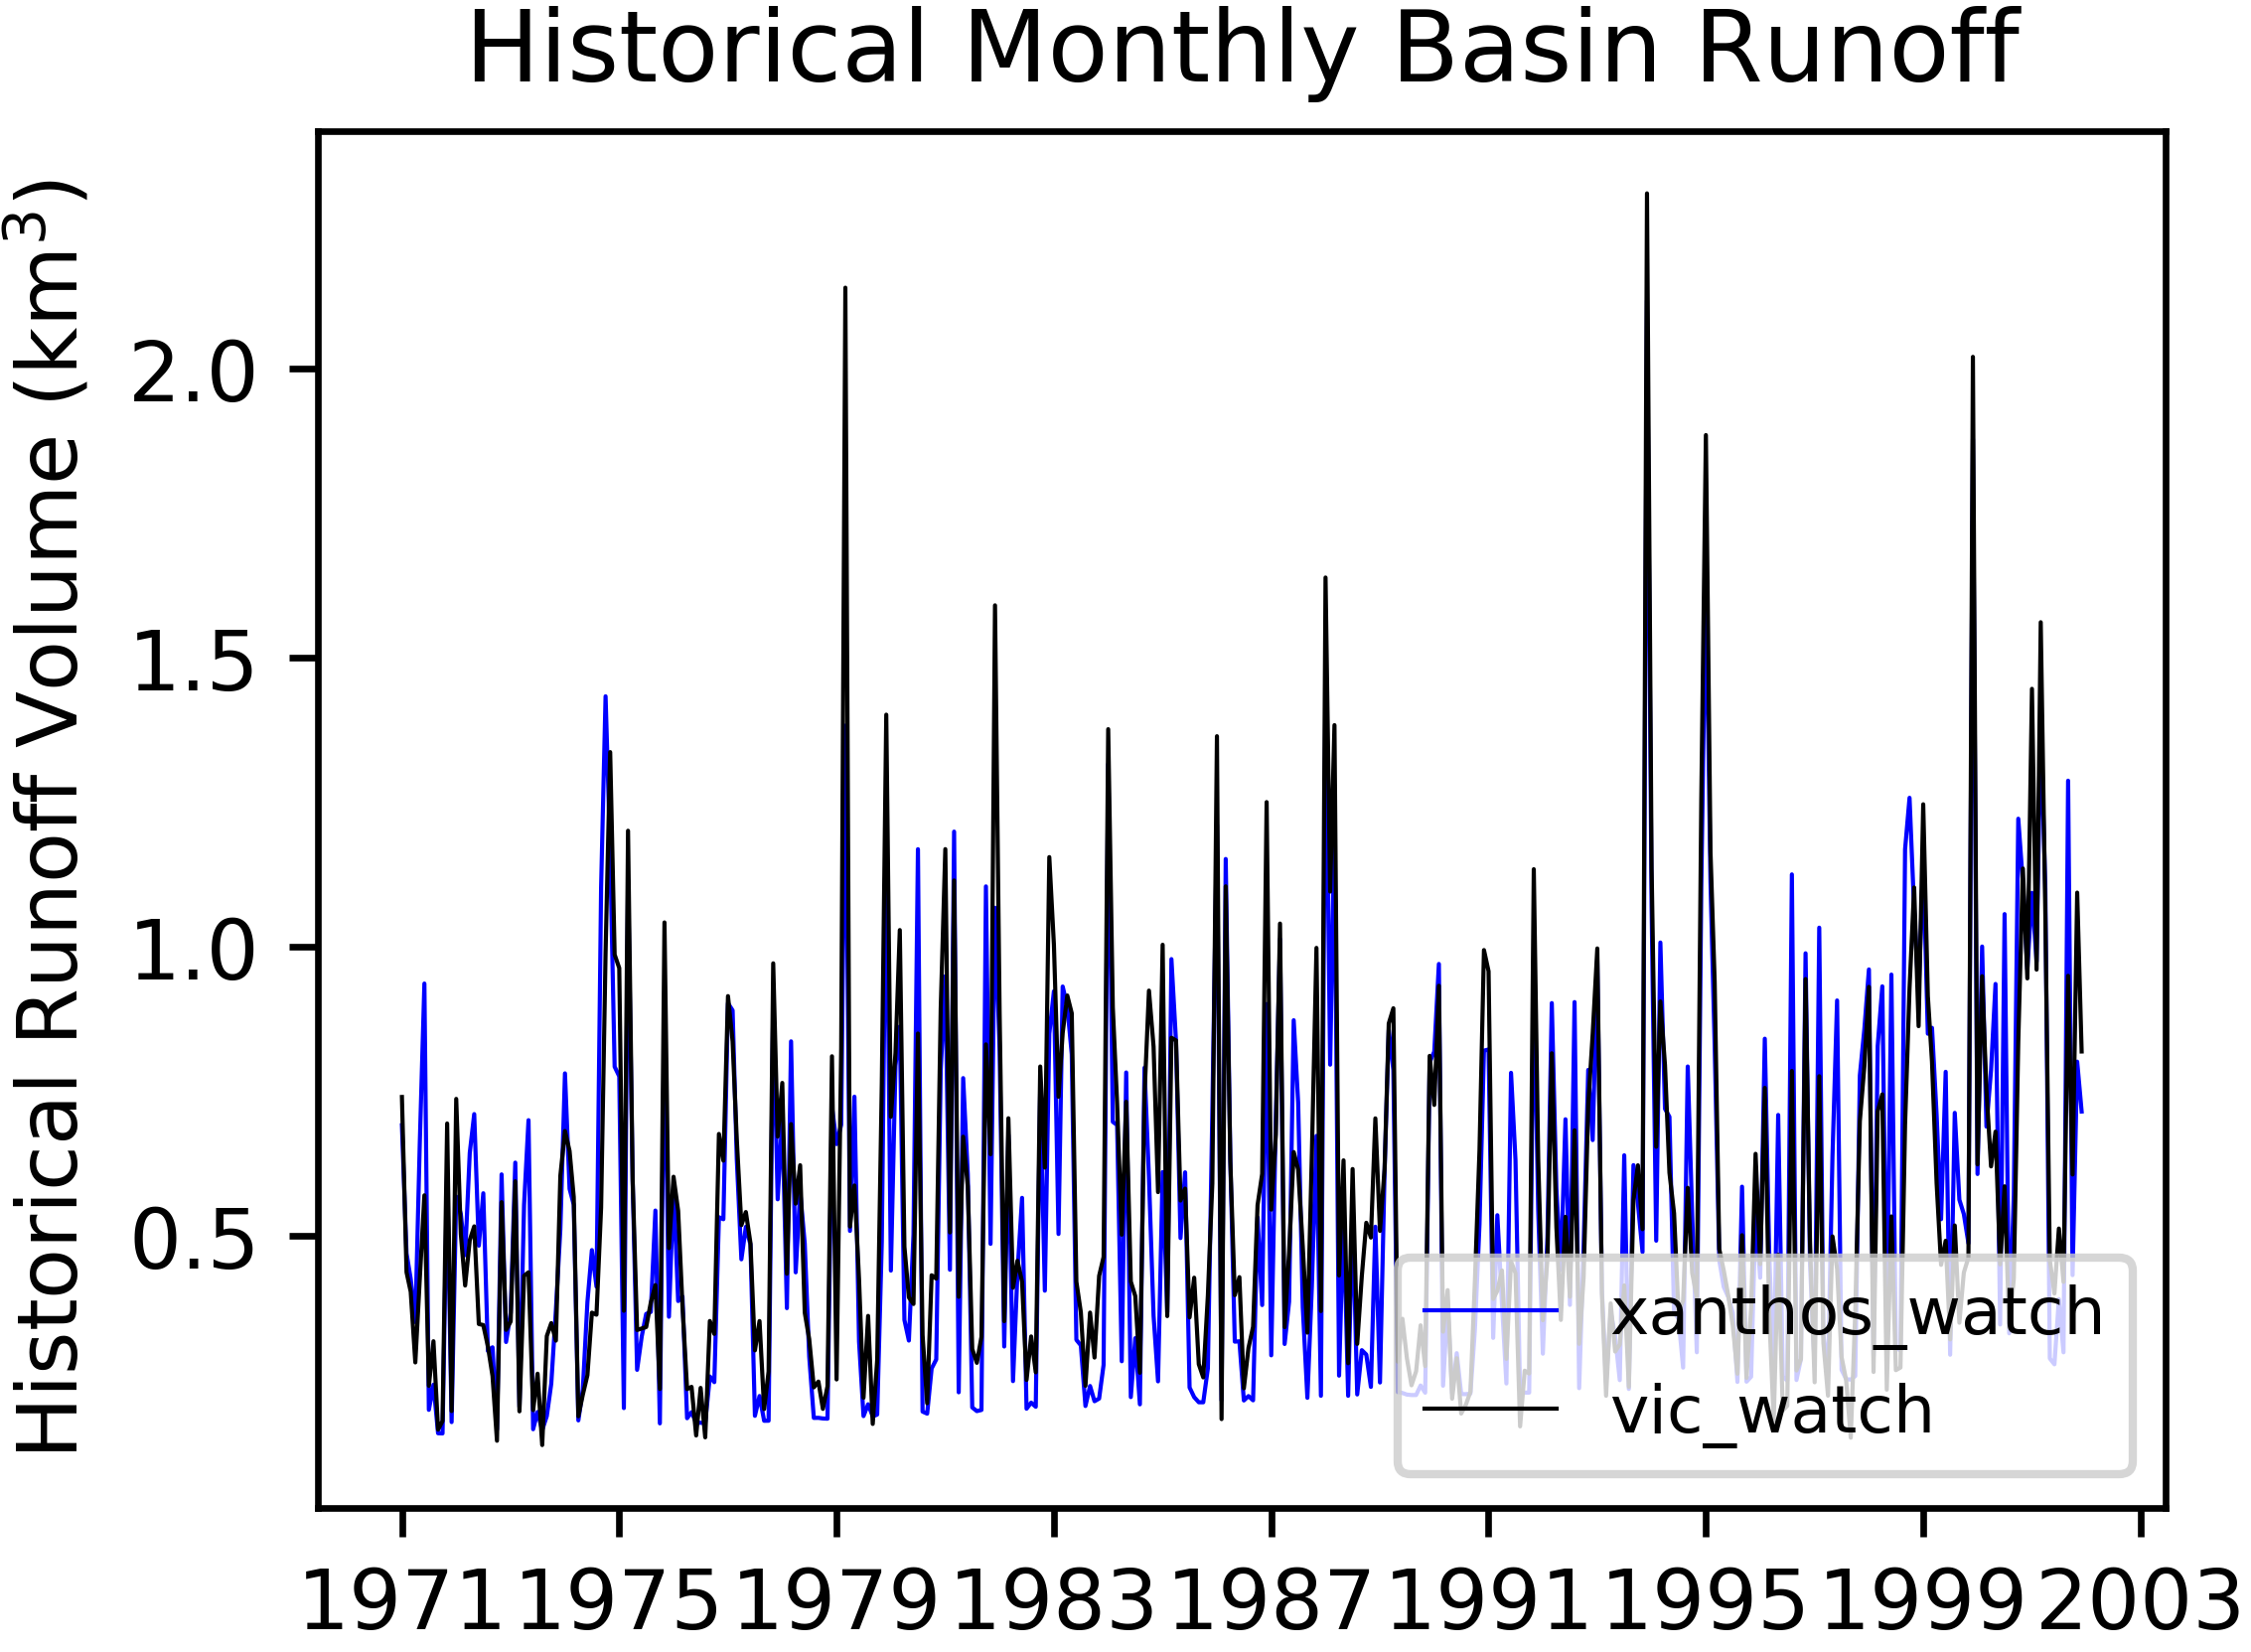 Historical Monthly Basin Runoff
Historical Runoff Volume (km³)
2.0
1.5
1.0
0.5
xanthos_watch
vic_watch
1971 1975 1979 1983 1987 1991 1995 1999 2003